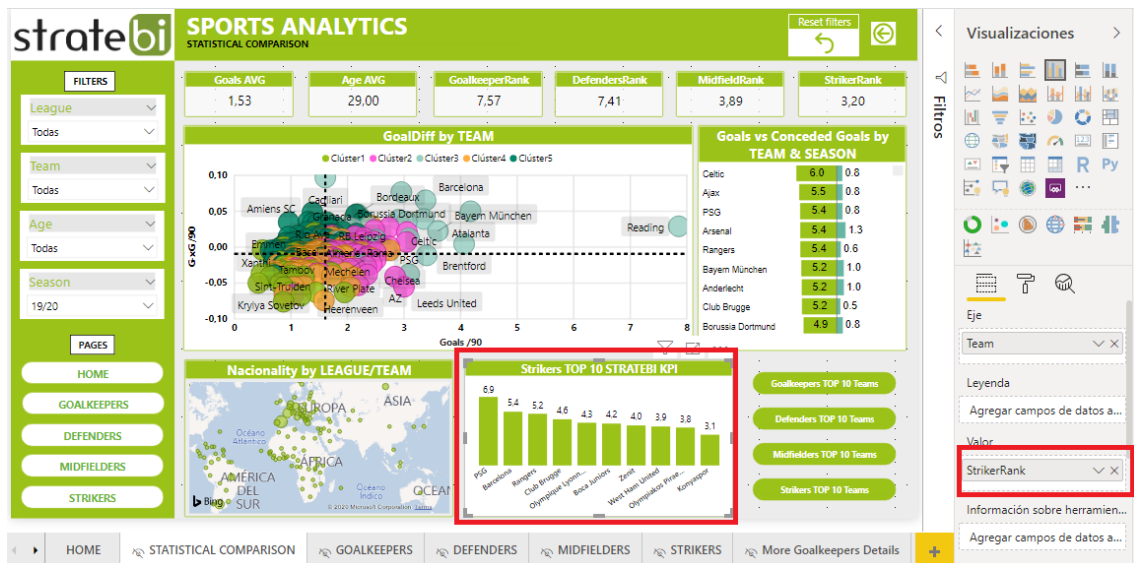 stratebi
SPORTS ANALYTICS
STATISTICAL COMPARISON
Reset filters
FILTERS
League
Todas
Team
Todas
Age
Todas
Season
19/20
PAGES
HOME
GOALKEEPERS
DEFENDERS
MIDFIELDERS
STRIKERS
Goals AVG
1,53
Age AVG
29,00
GoalkeeperRank
7,57
DefendersRank
7,41
MidfieldRank
3,89
StrikerRank
3,20
GoalDiff by TEAM
Clúster1 Clúster2 Clúster3 Clúster4 Clúster5
G-xG /90
0,10
0,05
0,00
-0,05
-0,10
0 1 2 3 4 5 6 7 8
Goals /90
Cagliari
Bordeaux
Barcelona
Amiens SC
Granada
Borussia Dortmund
Bayern München
Reading
Rio Ave
RB Leipzig
Celtic
Atalanta
Emmen
Almería
Roma
PSG
Xanthi
Tambov
Mechelen
Chelsea
Brentford
Sint-Truiden
River Plate
AZ
Leeds United
Krylya Sovetov
Heerenveen
Goals vs Conceded Goals by
TEAM & SEASON
Celtic 6.0 0.8
Ajax 5.5 0.8
PSG 5.4 0.8
Arsenal 5.4 1.3
Rangers 5.4 0.6
Bayern München 5.2 1.0
Anderlecht 5.2 1.0
Club Brugge 5.2 0.5
Borussia Dortmund 4.9 0.8
Nacionality by LEAGUE/TEAM
EUROPA
ASIA
Océano
Atlántico
ÁFRICA
AMÉRICA
DEL
SUR
Océano
Índico
OCEAN
Bing
© 2020 Microsoft Corporation Terms
Strikers TOP 10 STRATEBI KPI
6.9 5.4 5.2 4.6 4.3 4.2 4.0 3.9 3.8 3.1
PSG
Barcelona
Rangers
Club Brugge
Olympique Lyonn...
Boca Juniors
Zenit
West Ham United
Olympiakos Pirae...
Konyaspor
Goalkeepers TOP 10 Teams
Defenders TOP 10 Teams
Midfielders TOP 10 Teams
Strikers TOP 10 Teams
Filtros
Visualizaciones
R Py
Eje
Team
Leyenda
Agregar campos de datos a...
Valor
StrikerRank
Información sobre herramien...
Agregar campos de datos a...
HOME
STATISTICAL COMPARISON
GOALKEEPERS
DEFENDERS
MIDFIELDERS
STRIKERS
More Goalkeepers Details